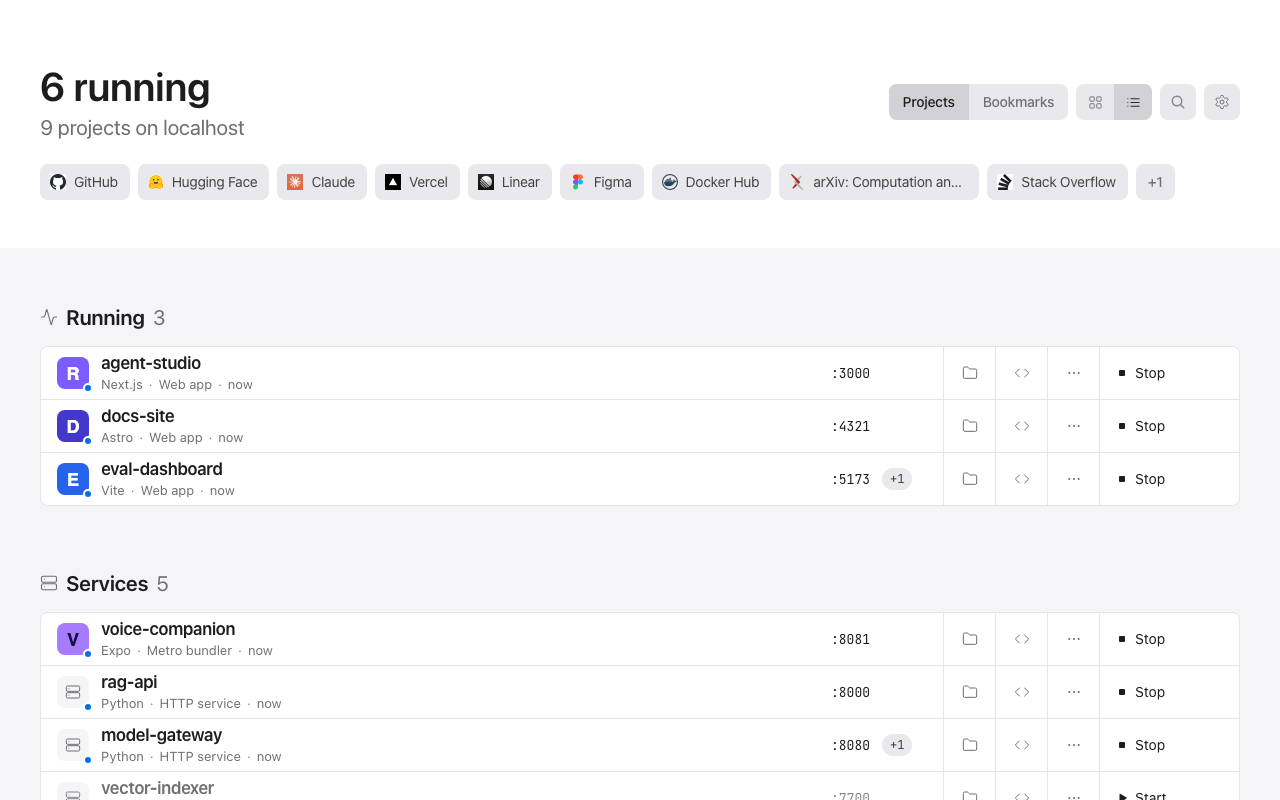 6 running
9 projects on localhost
Projects
Bookmarks
GitHub
Hugging Face
Claude
Vercel
Linear
Figma
Docker Hub
arXiv: Computation an...
Stack Overflow
+1
Running 3
R
agent-studio
Next.js · Web app · now
:3000
Stop
D
docs-site
Astro · Web app · now
:4321
Stop
E
eval-dashboard
Vite · Web app · now
:5173
+1
Stop
Services 5
V
voice-companion
Expo · Metro bundler · now
:8081
Stop
rag-api
Python · HTTP service · now
:8000
Stop
model-gateway
Python · HTTP service · now
:8080
+1
Stop
vector-indexer
:7700
Start